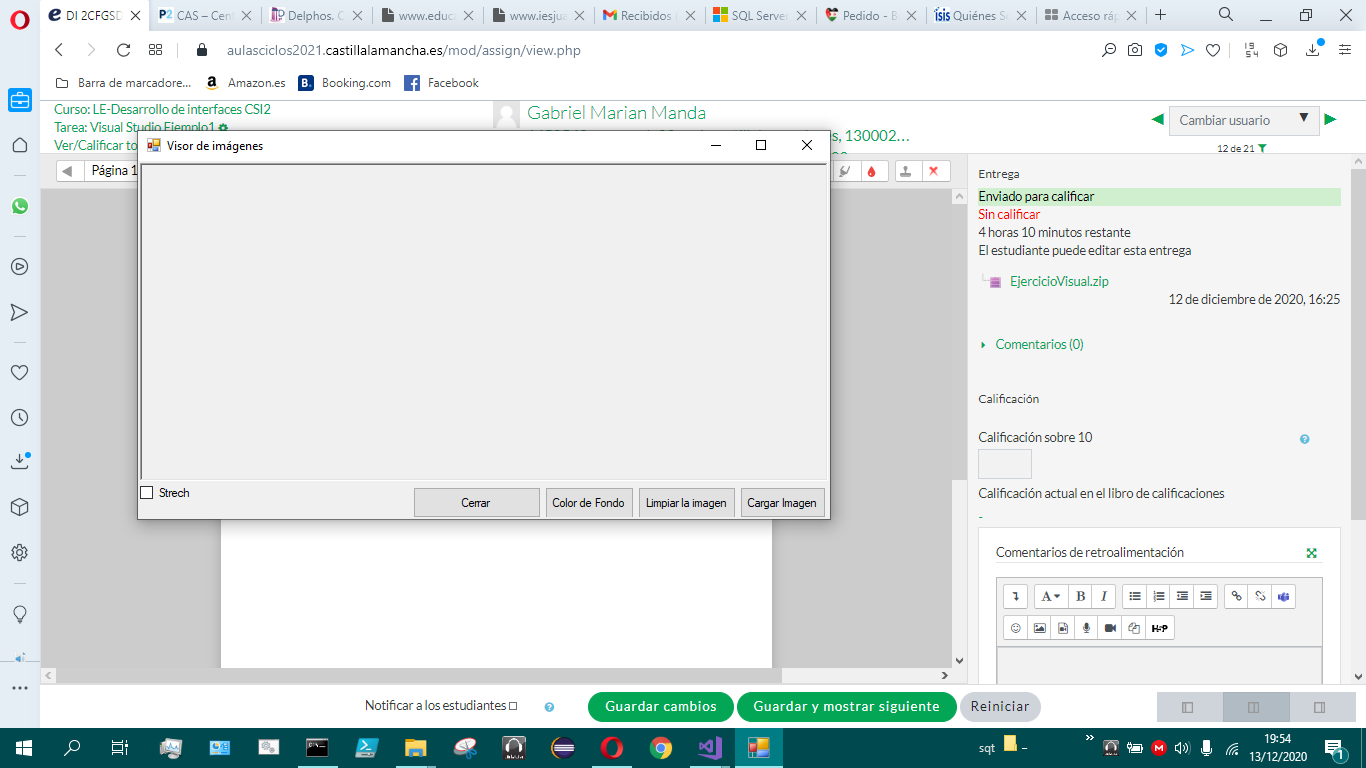 DI 2CFGSD
CAS – Cen
Delphos. C
www.educa
www.iesjua
Recibidos (
SQL Serve
Pedido - B
Quiénes S
Acceso ráp
aulasciclos2021.castillalamancha.es/mod/assign/view.php
Barra de marcadore...
Amazon.es
Booking.com
Facebook
Curso: LE-Desarrollo de interfaces CSI2
Gabriel Marian Manda
Tarea: Visual Studio Ejemplo1
Ver/Calificar to
s, 130002...
Cambiar usuario
12 de 21
Visor de imágenes
Página 1
Strech
Cerrar
Color de Fondo
Limpiar la imagen
Cargar Imagen
Entrega
Enviado para calificar
Sin calificar
4 horas 10 minutos restante
El estudiante puede editar esta entrega
EjercicioVisual.zip
12 de diciembre de 2020, 16:25
Comentarios (0)
Calificación
Calificación sobre 10
Calificación actual en el libro de calificaciones
-
Comentarios de retroalimentación
A B I
H-P
Notificar a los estudiantes
Guardar cambios
Guardar y mostrar siguiente
Reiniciar
sqt
19:54
13/12/2020
1